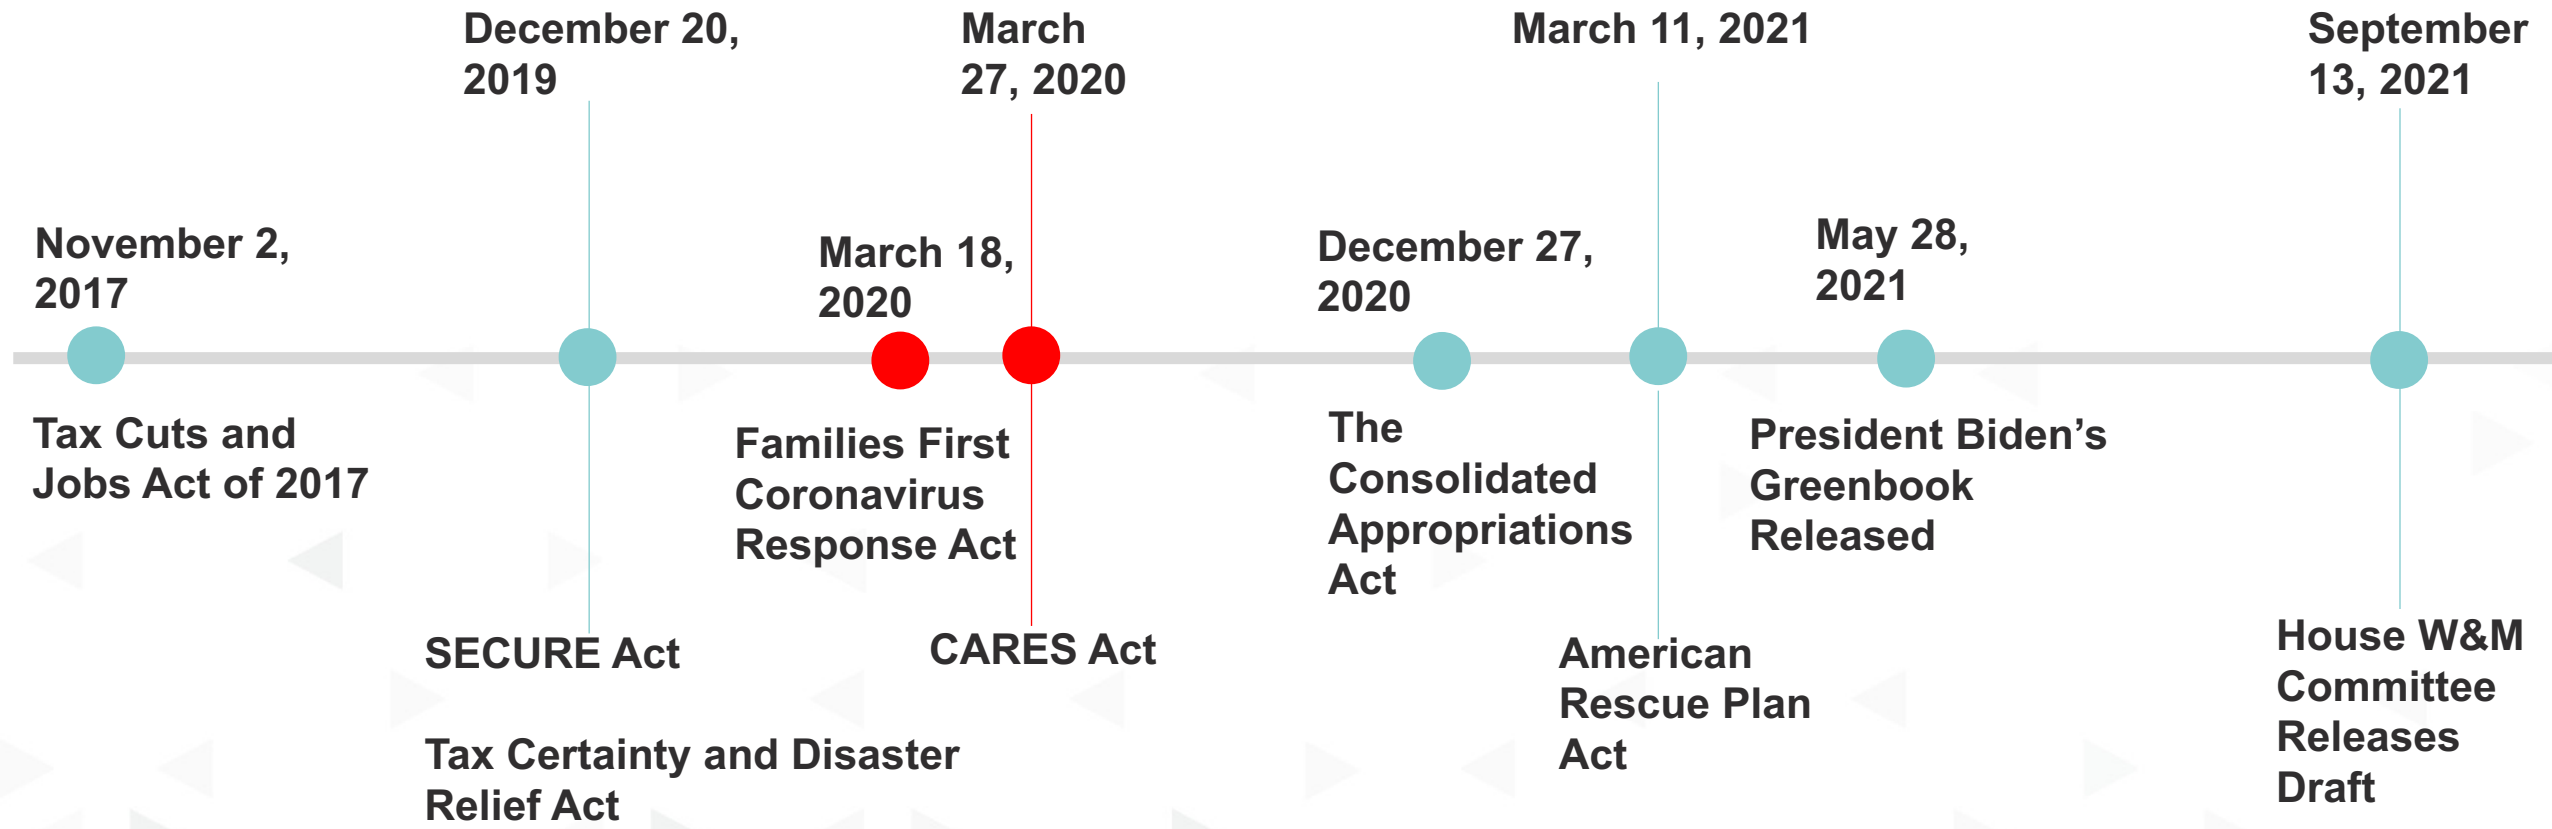 November 2,
2017
Tax Cuts and
Jobs Act of 2017
December 20,
2019
SECURE Act
Tax Certainty and Disaster
Relief Act
March 18,
2020
Families First
Coronavirus
Response Act
March
27, 2020
CARES Act
December 27,
2020
The
Consolidated
Appropriations
Act
March 11, 2021
American
Rescue Plan
Act
May 28,
2021
President Biden’s
Greenbook
Released
September
13, 2021
House W&M
Committee
Releases
Draft